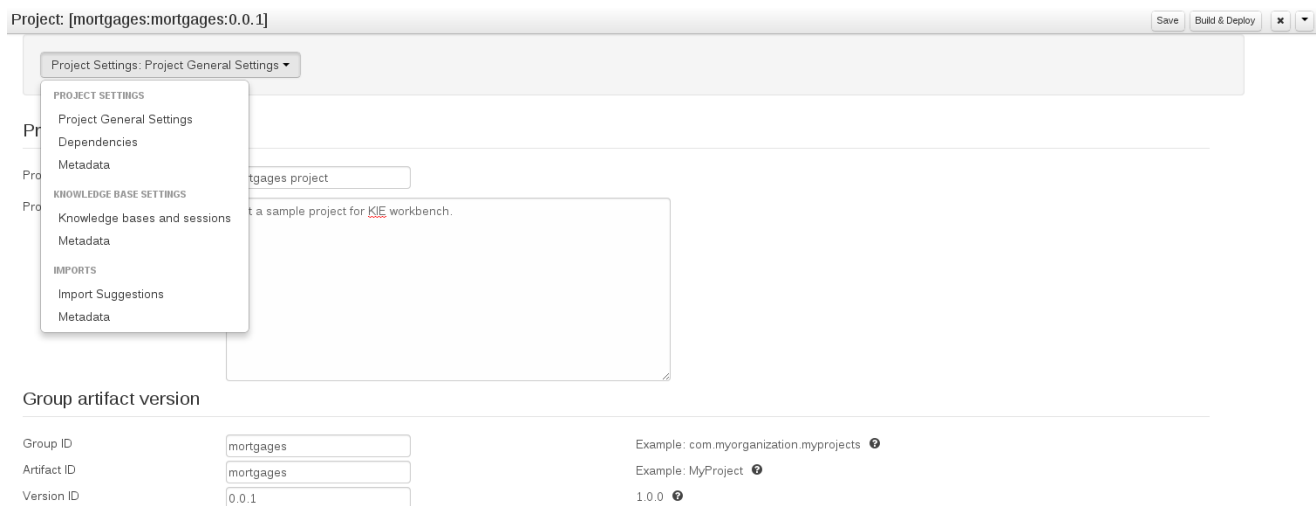 Project: [mortgages:mortgages:0.0.1] Save Build & Deploy
Project Settings: Project General Settings
PROJECT SETTINGS
Project General Settings
Dependencies
Metadata
KNOWLEDGE BASE SETTINGS
Knowledge bases and sessions
Metadata
IMPORTS
Import Suggestions
Metadata
project
a sample project for KIE workbench.
Group artifact version
Group ID mortgages Example: com.myorganization.myprojects
Artifact ID mortgages Example: MyProject
Version ID 0.0.1 1.0.0